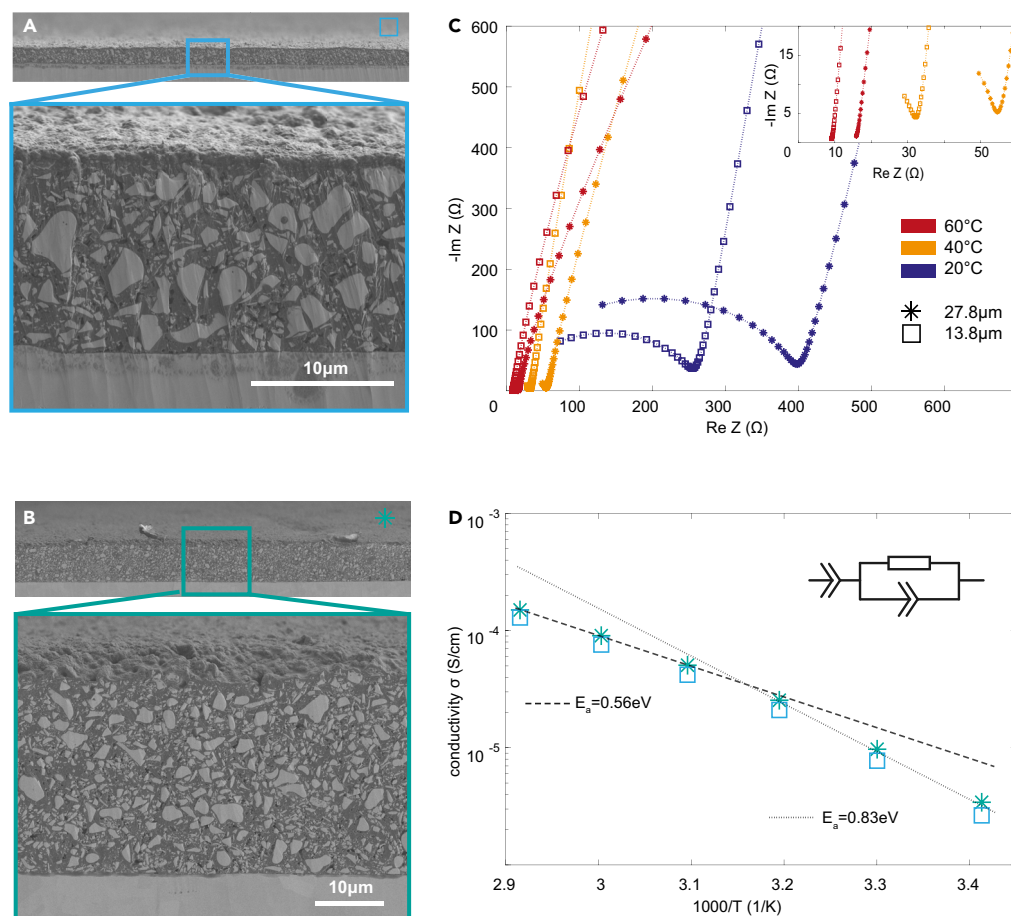 A
10µm
B
10µm
C
-Im Z (Ω)
600
500
400
300
200
100
0
100
200
300
400
500
600
Re Z (Ω)
-Im Z (Ω)
20
15
10
5
0
10
30
50
Re Z (Ω)
60°C
40°C
20°C
27.8µm
13.8µm
D
conductivity σ (S/cm)
10-3
10-4
10-5
2.9
3
3.1
3.2
3.3
3.4
1000/T (1/K)
Ea=0.56eV
Ea=0.83eV